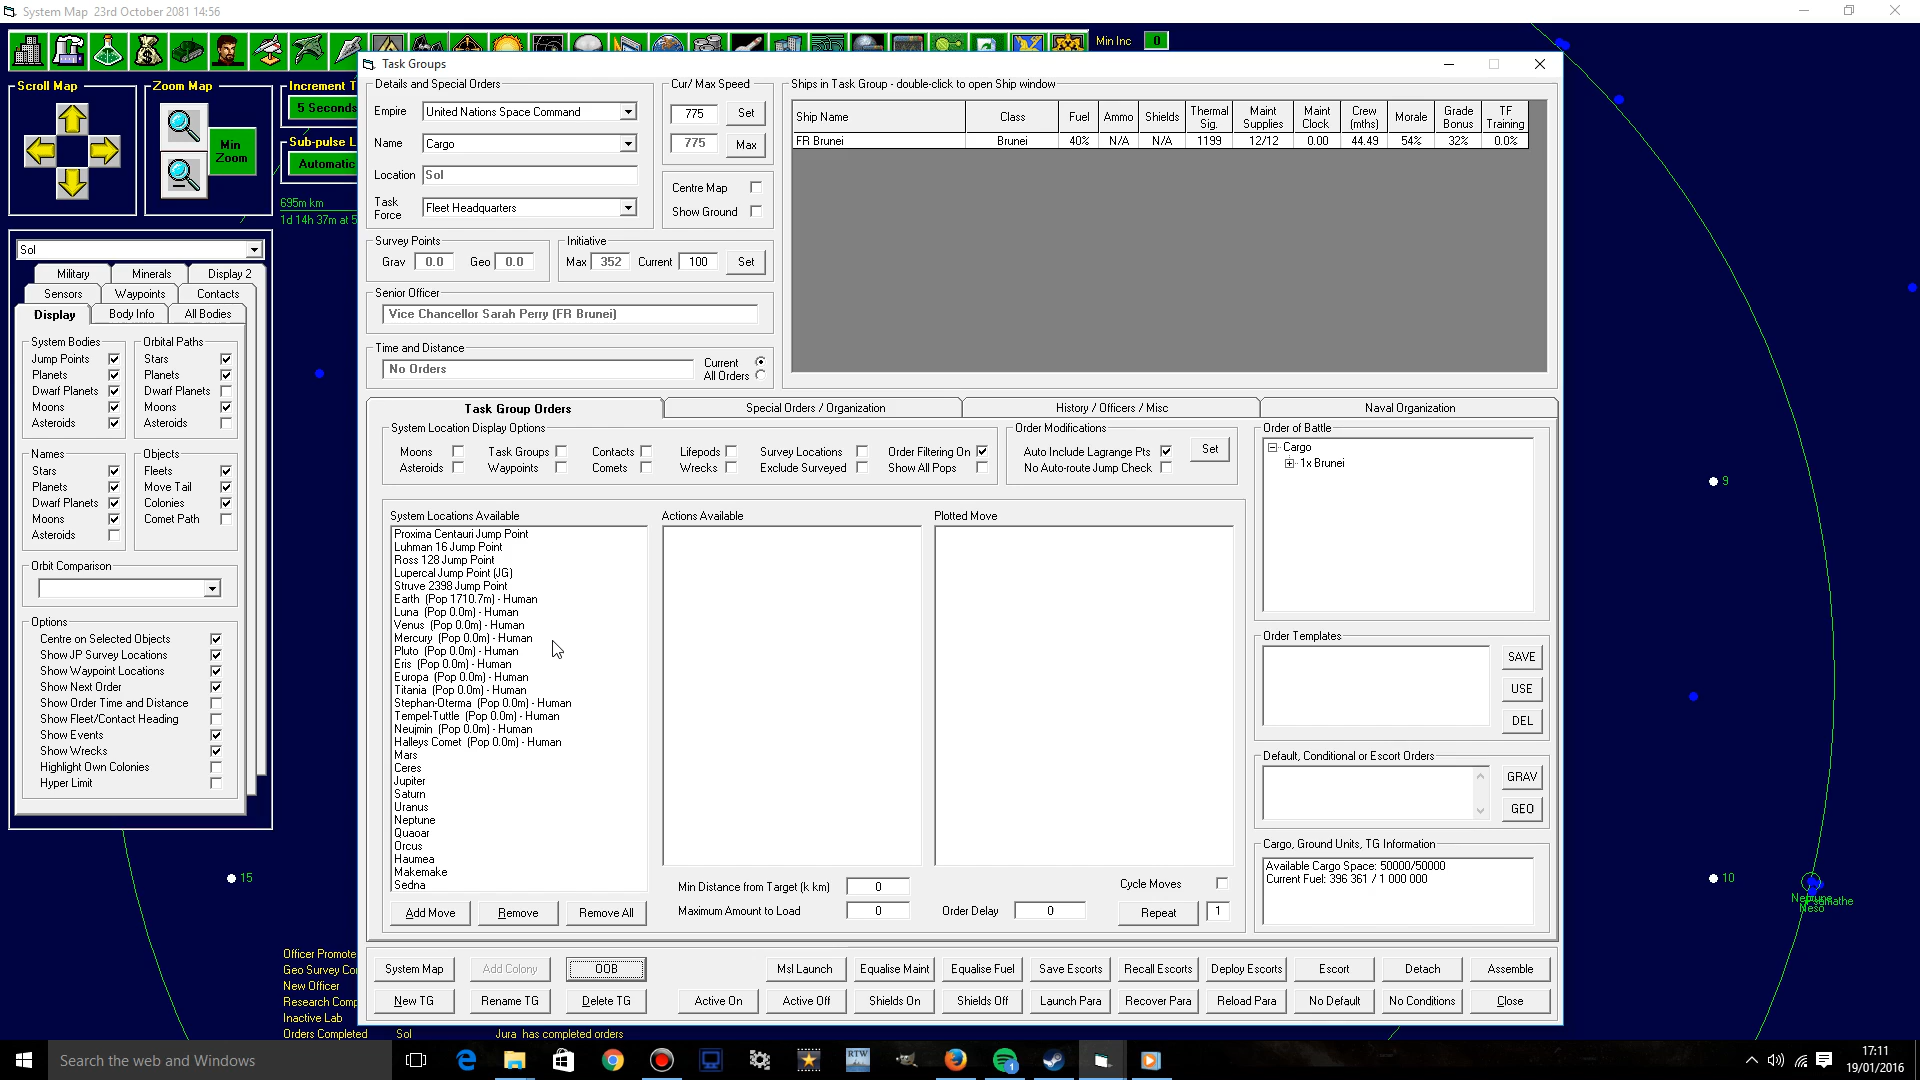 System Map  23rd October 2081 14:56
Min Inc 0
Scroll Map
Zoom Map
Min Zoom
Increment T
5 Seconds
Sub-pulse L
Automatic
695m km
1d 14h 37m at 5
Sol
Military Minerals Display 2
Sensors Waypoints Contacts
Display Body Info All Bodies
System Bodies
Jump Points
Planets
Dwarf Planets
Moons
Asteroids
Orbital Paths
Stars
Planets
Dwarf Planets
Moons
Asteroids
Names
Stars
Planets
Dwarf Planets
Moons
Asteroids
Objects
Fleets
Move Tail
Colonies
Comet Path
Orbit Comparison
Options
Centre on Selected Objects
Show JP Survey Locations
Show Waypoint Locations
Show Next Order
Show Order Time and Distance
Show Fleet/Contact Heading
Show Events
Show Wrecks
Highlight Own Colonies
Hyper Limit
15
Officer Promote
Geo Survey Co
New Officer
Research Comp
Inactive Lab
Orders Completed Sol Jura has completed orders
Task Groups
Details and Special Orders
Empire United Nations Space Command
Name Cargo
Location Sol
Task Force Fleet Headquarters
Cur/ Max Speed
775 Set
775 Max
Centre Map
Show Ground
Survey Points
Grav 0.0 Geo 0.0
Initiative
Max 352 Current 100 Set
Senior Officer
Vice Chancellor Sarah Perry (FR Brunei)
Time and Distance
No Orders
Current
All Orders
Ships in Task Group - double-click to open Ship window
Ship Name Class Fuel Ammo Shields Thermal Sig. Maint Supplies Maint Clock Crew (mths) Morale Grade Bonus TF Training
FR Brunei Brunei 40% N/A N/A 1199 12/12 0.00 44.49 54% 32% 0.0%
Task Group Orders Special Orders / Organization History / Officers / Misc Naval Organization
System Location Display Options
Moons Task Groups Contacts Lifepods Survey Locations Order Filtering On
Asteroids Waypoints Comets Wrecks Exclude Surveyed Show All Pops
Order Modifications
Auto Include Lagrange Pts Set
No Auto-route Jump Check
System Locations Available
Proxima Centauri Jump Point
Luhman 16 Jump Point
Ross 128 Jump Point
Lupercal Jump Point (JG)
Struve 2398 Jump Point
Earth  (Pop 1710.7m) - Human
Luna  (Pop 0.0m) - Human
Venus  (Pop 0.0m) - Human
Mercury  (Pop 0.0m) - Human
Pluto  (Pop 0.0m) - Human
Eris  (Pop 0.0m) - Human
Europa  (Pop 0.0m) - Human
Titania  (Pop 0.0m) - Human
Stephan-Oterma  (Pop 0.0m) - Human
Tempel-Tuttle  (Pop 0.0m) - Human
Neujmin  (Pop 0.0m) - Human
Halleys Comet  (Pop 0.0m) - Human
Mars
Ceres
Jupiter
Saturn
Uranus
Neptune
Quaoar
Orcus
Haumea
Makemake
Sedna
Actions Available
Plotted Move
Add Move Remove Remove All
Min Distance from Target (k km) 0
Maximum Amount to Load 0
Order Delay 0
Cycle Moves
Repeat 1
Order of Battle
Cargo
1x Brunei
Order Templates
SAVE
USE
DEL
Default, Conditional or Escort Orders
GRAV
GEO
Cargo, Ground Units, TG Information
Available Cargo Space: 50000/50000
Current Fuel: 396 361 / 1 000 000
System Map Add Colony OOB Msl Launch Equalise Maint Equalise Fuel Save Escorts Recall Escorts Deploy Escorts Escort Detach Assemble
New TG Rename TG Delete TG Active On Active Off Shields On Shields Off Launch Para Recover Para Reload Para No Default No Conditions Close
9
10
Neso
Search the web and Windows
RTW
1
17:11
19/01/2016